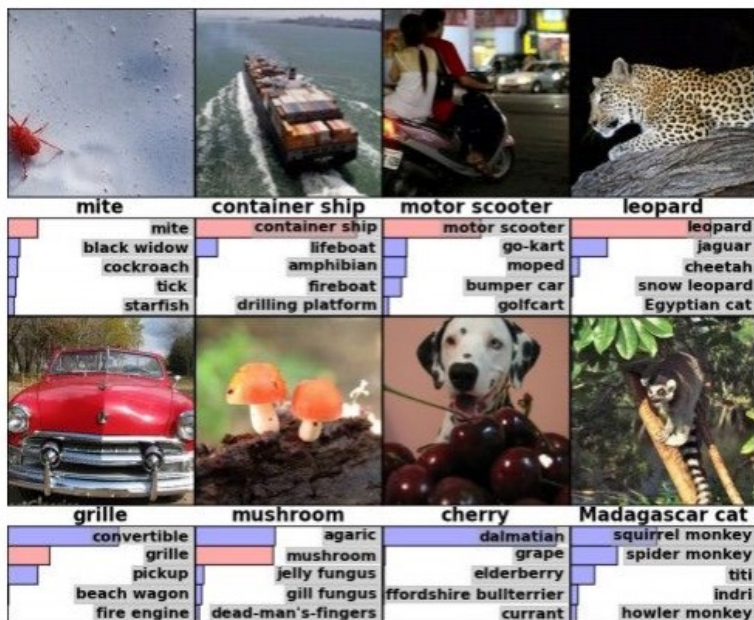 mite
container ship
motor scooter
leopard
mite
black widow
cockroach
tick
starfish
container ship
lifeboat
amphibian
fireboat
drilling platform
motor scooter
go-kart
moped
bumper car
golfcart
leopard
jaguar
cheetah
snow leopard
Egyptian cat
grille
mushroom
cherry
Madagascar cat
convertible
grille
pickup
beach wagon
fire engine
agaric
mushroom
jelly fungus
gill fungus
dead-man's-fingers
dalmatian
grape
elderberry
ffordshire bullterrier
currant
squirrel monkey
spider monkey
titi
indri
howler monkey